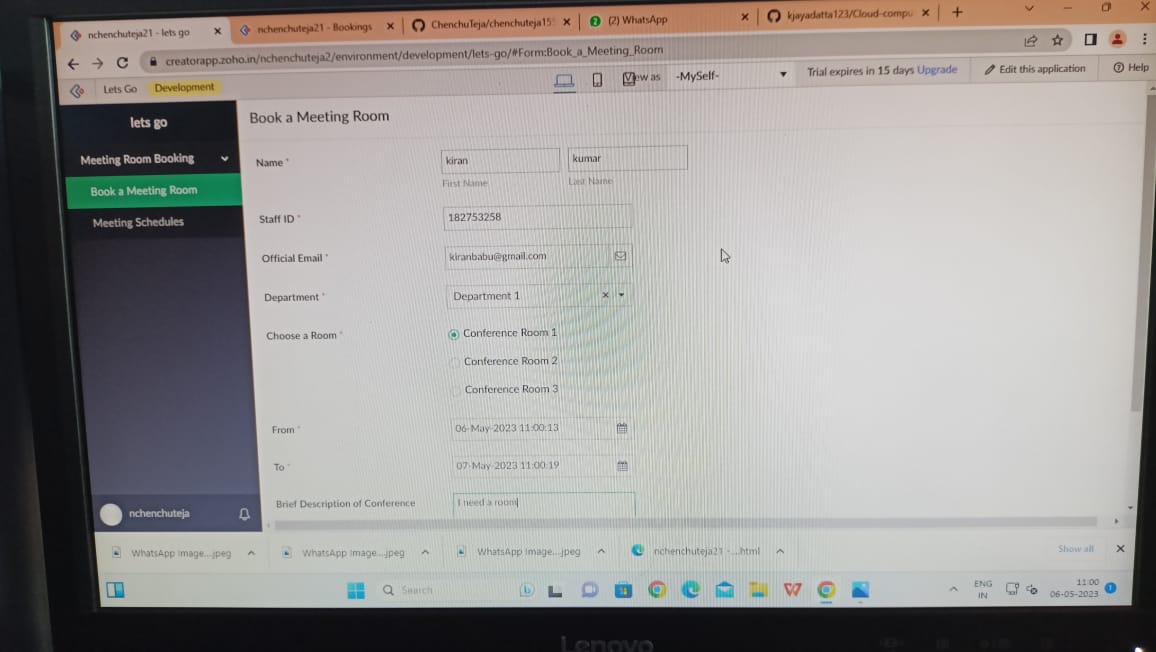 nchenchuteja21 - lets go
nchenchuteja21 - Bookings
ChenchuTeja/chenchuteja15
(2) WhatsApp
kjayadatta123/Cloud-compu
creatorapp.zoho.in/nchenchuteja2/environment/development/lets-go/#Form:Book_a_Meeting_Room
Lets Go Development
View as -MySelf-
Trial expires in 15 days Upgrade
Edit this application
Help
lets go
Meeting Room Booking
Book a Meeting Room
Meeting Schedules
nchenchuteja
Book a Meeting Room
Name *
kiran kumar
First Name Last Name
Staff ID * 182753258
Official Email * kiranbabu@gmail.com
Department * Department 1
Choose a Room * Conference Room 1
Conference Room 2
Conference Room 3
From * 06-May-2023 11:00:13
To * 07-May-2023 11:00:19
Brief Description of Conference I need a room
WhatsApp Image....jpeg
WhatsApp Image....jpeg
WhatsApp Image....jpeg
nchenchuteja21 -....html
Show all
Search
ENG
IN
11:00
06-05-2023
1
Lenovo